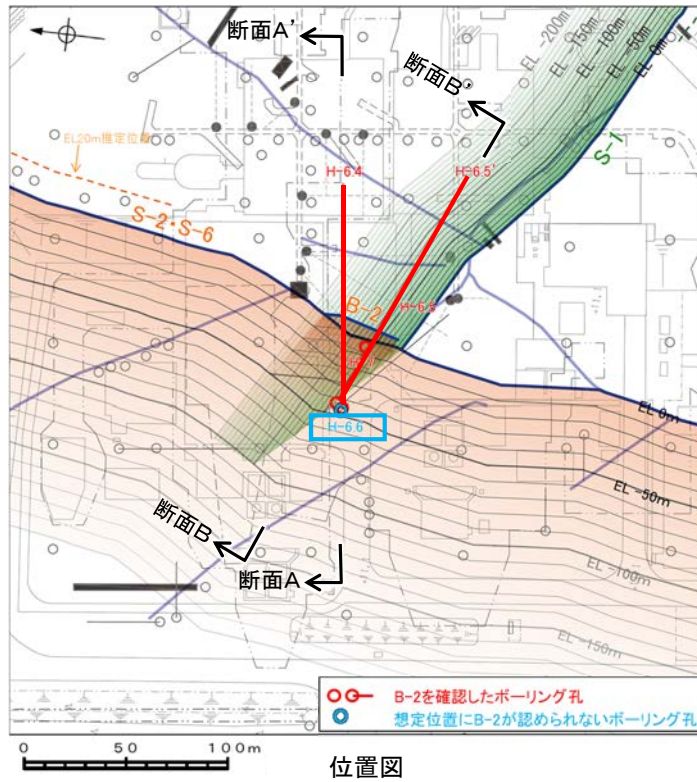 断面A’
断面B’
EL -200m
EL -150m
EL -100m
EL -50m
EL 0m
EL20m推定位置
H-6.4
H-6.5'
S-1
S-2・S-6
B-2
H-6.5
H-6.6
EL 0m
EL -50m
断面B
断面A
EL -100m
EL -150m
B-2を確認したボーリング孔
想定位置にB-2が認められないボーリング孔
0 50 100m
位置図